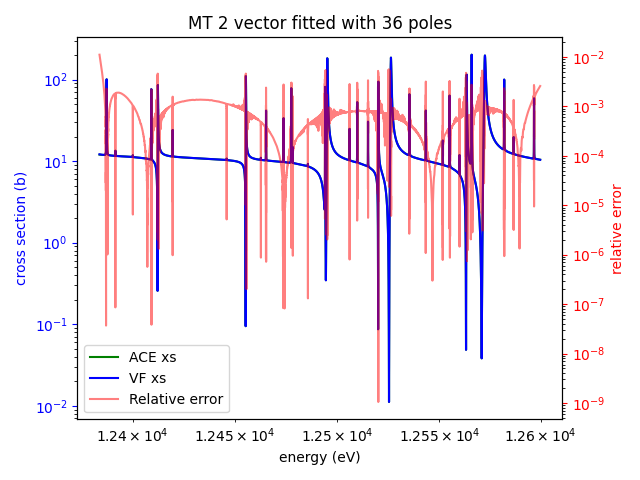 MT 2 vector fitted with 36 poles
10²
10¹
10⁰
10⁻¹
10⁻²
cross section (b)
10⁻²
10⁻³
10⁻⁴
10⁻⁵
10⁻⁶
10⁻⁷
10⁻⁸
10⁻⁹
relative error
ACE xs
VF xs
Relative error
1.24 × 10⁴ 1.245 × 10⁴ 1.25 × 10⁴ 1.255 × 10⁴ 1.26 × 10⁴
energy (eV)